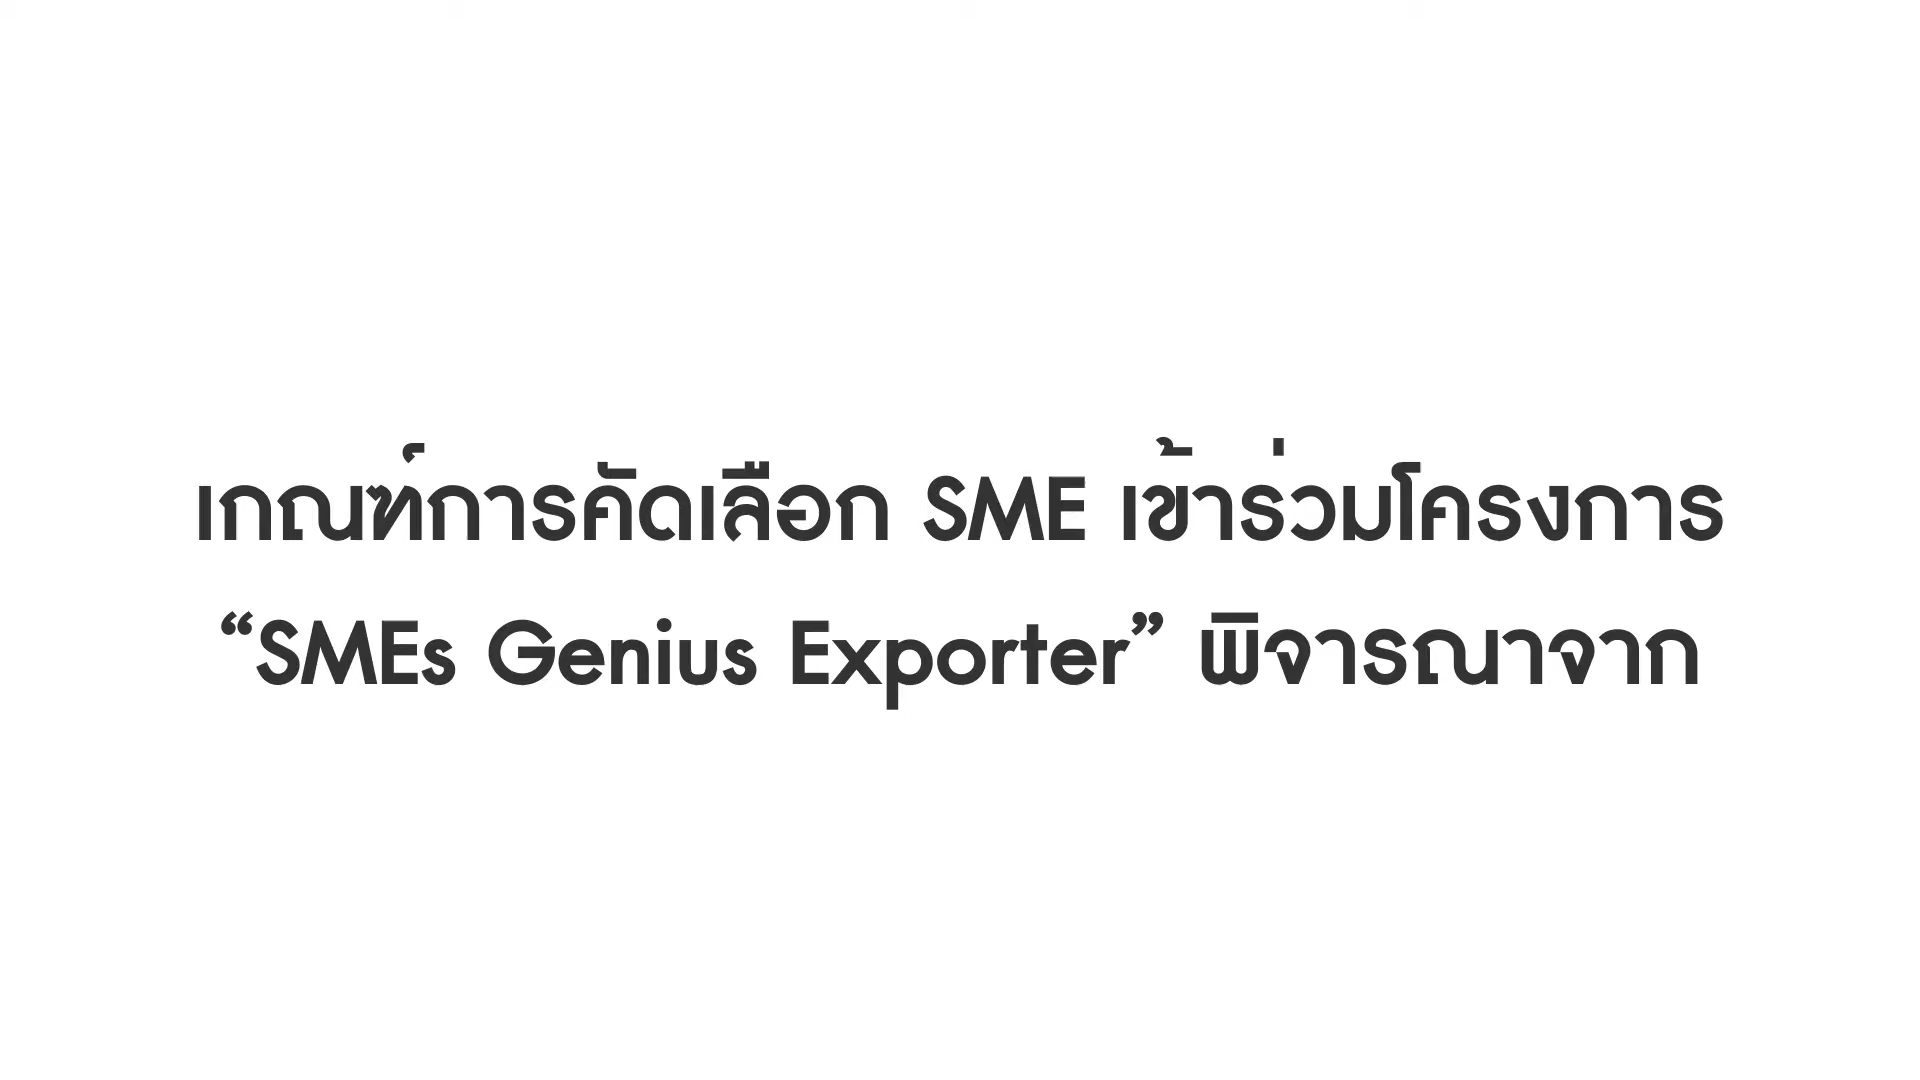 เกณฑ์การคัดเลือก SME เข้าร่วมโครงการ
“SMEs Genius Exporter” พิจารณาจาก